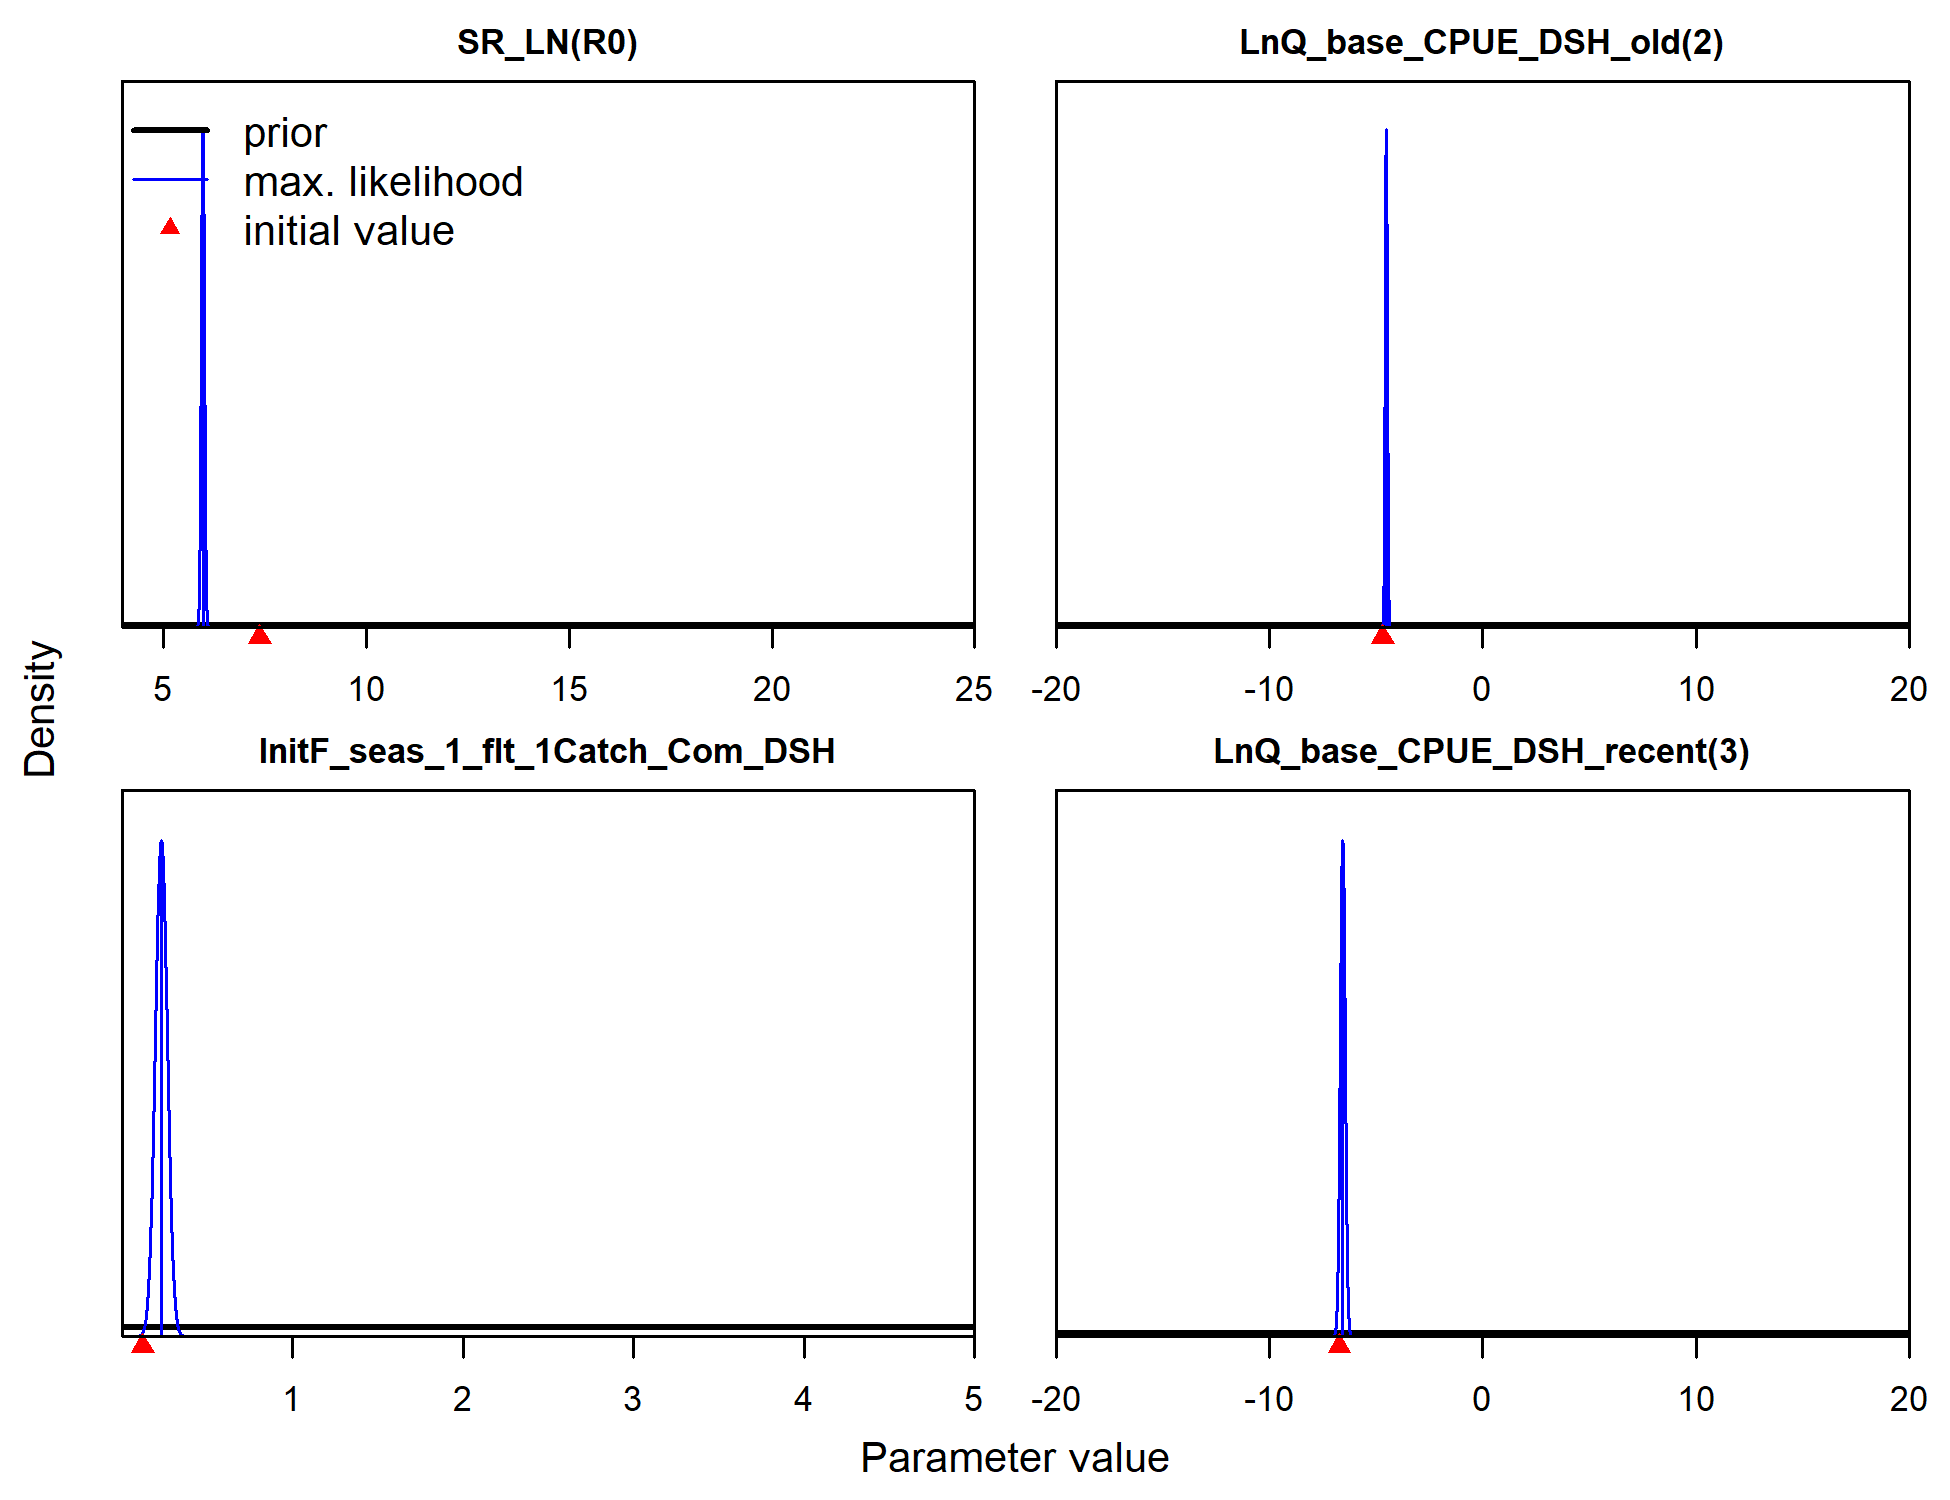 SR_LN(R0)
LnQ_base_CPUE_DSH_old(2)
prior
max. likelihood
initial value
5 10 15 20 25
-20 -10 0 10 20
Density
InitF_seas_1_flt_1Catch_Com_DSH
LnQ_base_CPUE_DSH_recent(3)
1 2 3 4 5
-20 -10 0 10 20
Parameter value